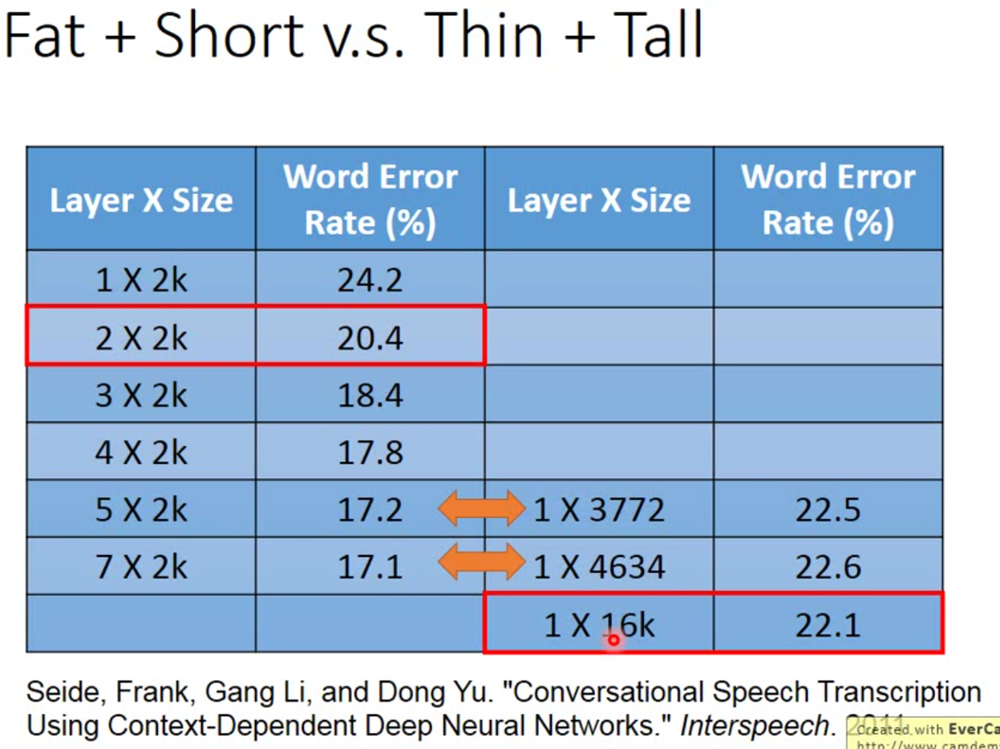 Fat + Short v.s. Thin + Tall
Layer X Size Word Error Rate (%) Layer X Size Word Error Rate (%)
1 X 2k 24.2
2 X 2k 20.4
3 X 2k 18.4
4 X 2k 17.8
5 X 2k 17.2 1 X 3772 22.5
7 X 2k 17.1 1 X 4634 22.6
1 X 16k 22.1
Seide, Frank, Gang Li, and Dong Yu. "Conversational Speech Transcription
Using Context-Dependent Deep Neural Networks." Interspeech. 2011.
Created with EverCa
http://www.camdem